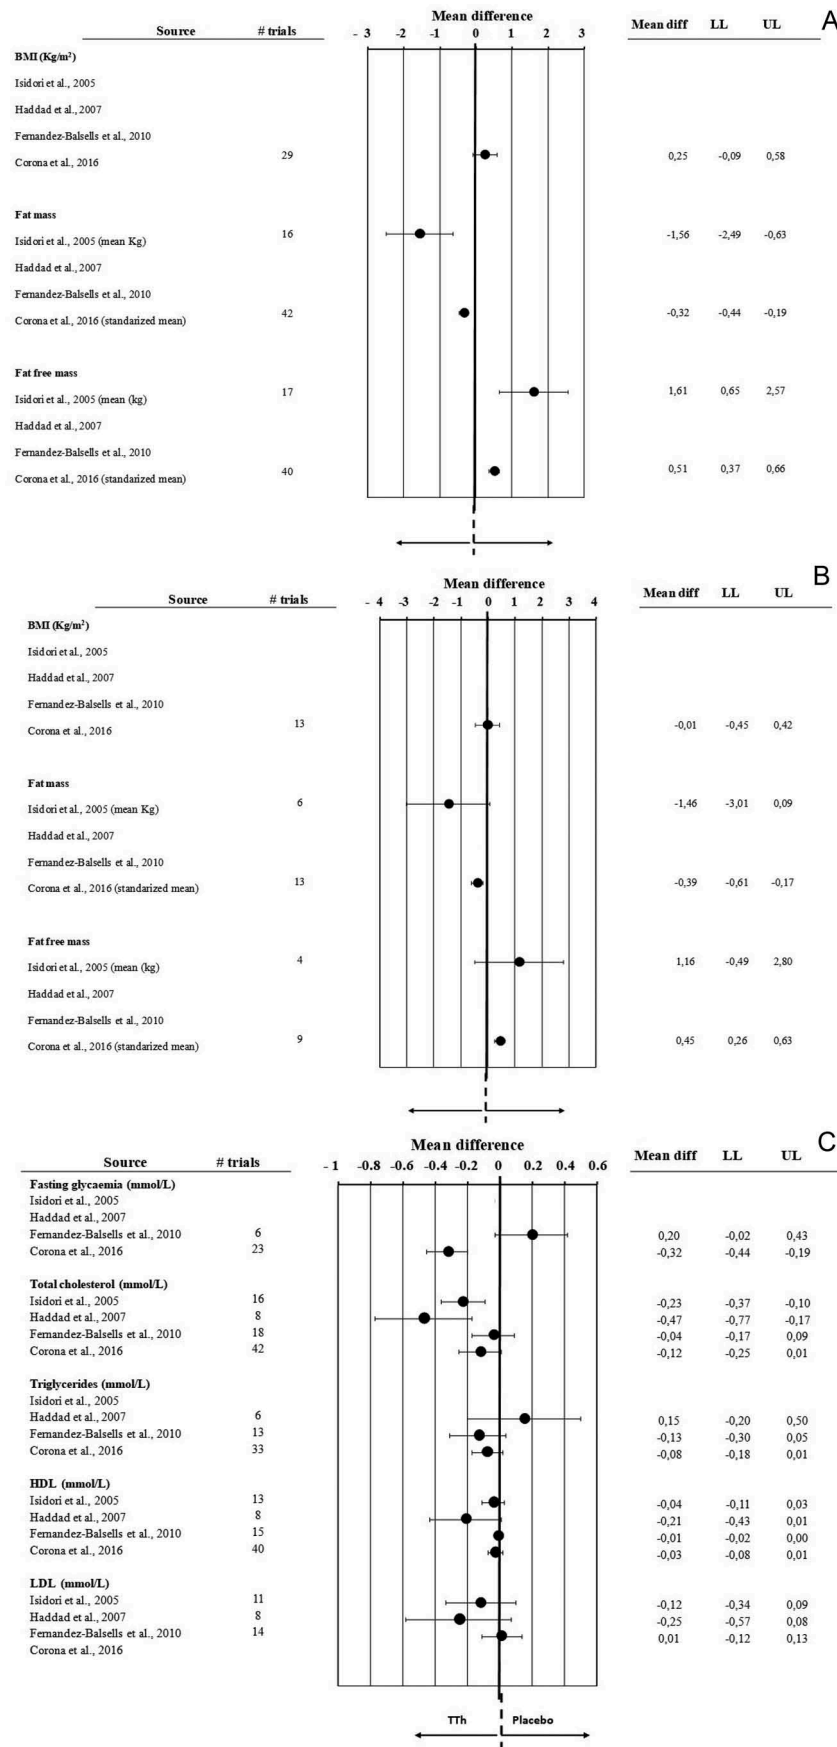 A
Mean difference
Source # trials Mean diff LL UL
- 3 -2 -1 0 1 2 3
BMI (Kg/m²)
Isidori et al., 2005
Haddad et al., 2007
Fernandez-Balsells et al., 2010
Corona et al., 2016 29 0,25 -0,09 0,58
Fat mass
Isidori et al., 2005 (mean Kg) 16 -1,56 -2,49 -0,63
Haddad et al., 2007
Fernandez-Balsells et al., 2010
Corona et al., 2016 (standarized mean) 42 -0,32 -0,44 -0,19
Fat free mass
Isidori et al., 2005 (mean (kg) 17 1,61 0,65 2,57
Haddad et al., 2007
Fernandez-Balsells et al., 2010
Corona et al., 2016 (standarized mean) 40 0,51 0,37 0,66
B
Mean difference
Source # trials Mean diff LL UL
- 4 -3 -2 -1 0 1 2 3 4
BMI (Kg/m²)
Isidori et al., 2005
Haddad et al., 2007
Fernandez-Balsells et al., 2010
Corona et al., 2016 13 -0,01 -0,45 0,42
Fat mass
Isidori et al., 2005 (mean Kg) 6 -1,46 -3,01 0,09
Haddad et al., 2007
Fernandez-Balsells et al., 2010
Corona et al., 2016 (standarized mean) 13 -0,39 -0,61 -0,17
Fat free mass
Isidori et al., 2005 (mean (kg) 4 1,16 -0,49 2,80
Haddad et al., 2007
Fernandez-Balsells et al., 2010
Corona et al., 2016 (standarized mean) 9 0,45 0,26 0,63
C
Mean difference
Source # trials Mean diff LL UL
- 1 -0.8 -0.6 -0.4 -0.2 0 0.2 0.4 0.6
Fasting glycaemia (mmol/L)
Isidori et al., 2005
Haddad et al., 2007
Fernandez-Balsells et al., 2010 6 0,20 -0,02 0,43
Corona et al., 2016 23 -0,32 -0,44 -0,19
Total cholesterol (mmol/L)
Isidori et al., 2005 16 -0,23 -0,37 -0,10
Haddad et al., 2007 8 -0,47 -0,77 -0,17
Fernandez-Balsells et al., 2010 18 -0,04 -0,17 0,09
Corona et al., 2016 42 -0,12 -0,25 0,01
Triglycerides (mmol/L)
Isidori et al., 2005
Haddad et al., 2007 6 0,15 -0,20 0,50
Fernandez-Balsells et al., 2010 13 -0,13 -0,30 0,05
Corona et al., 2016 33 -0,08 -0,18 0,01
HDL (mmol/L)
Isidori et al., 2005 13 -0,04 -0,11 0,03
Haddad et al., 2007 8 -0,21 -0,43 0,01
Fernandez-Balsells et al., 2010 15 -0,01 -0,02 0,00
Corona et al., 2016 40 -0,03 -0,08 0,01
LDL (mmol/L)
Isidori et al., 2005 11 -0,12 -0,34 0,09
Haddad et al., 2007 8 -0,25 -0,57 0,08
Fernandez-Balsells et al., 2010 14 0,01 -0,12 0,13
Corona et al., 2016
TTh Placebo